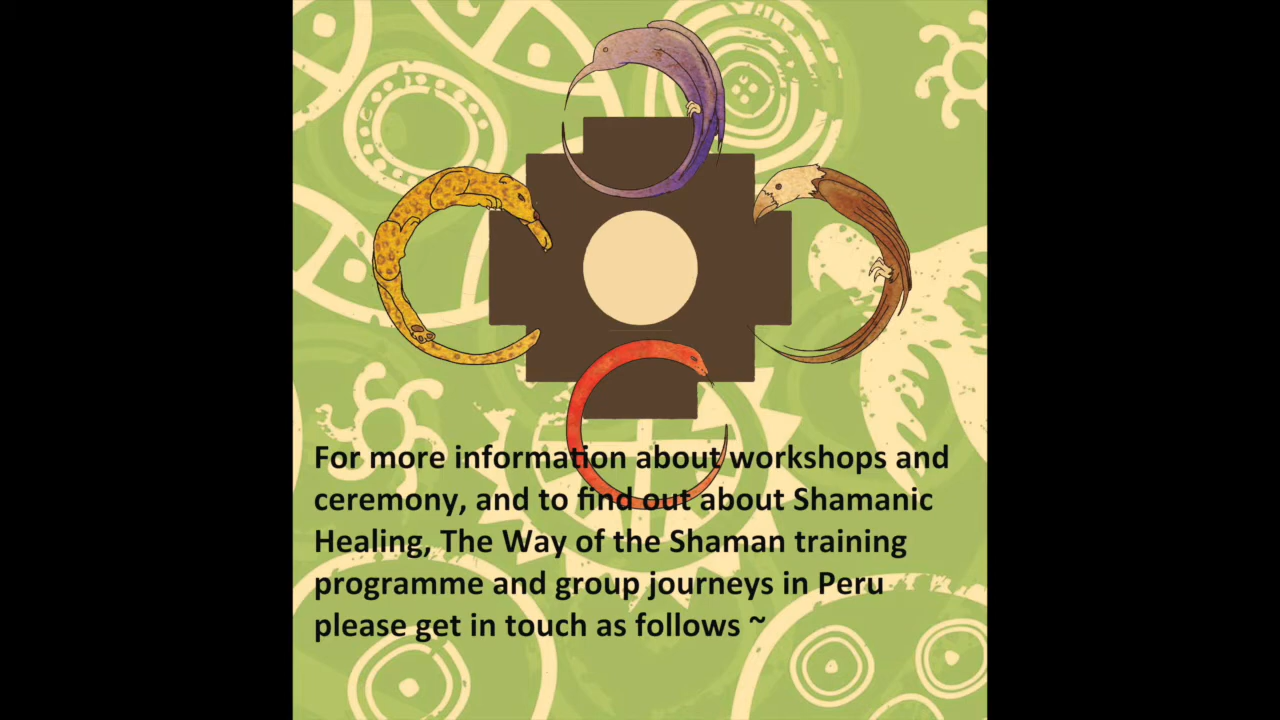 For more information about workshops and
ceremony, and to find out about Shamanic
Healing, The Way of the Shaman training
programme and group journeys in Peru
please get in touch as follows ~